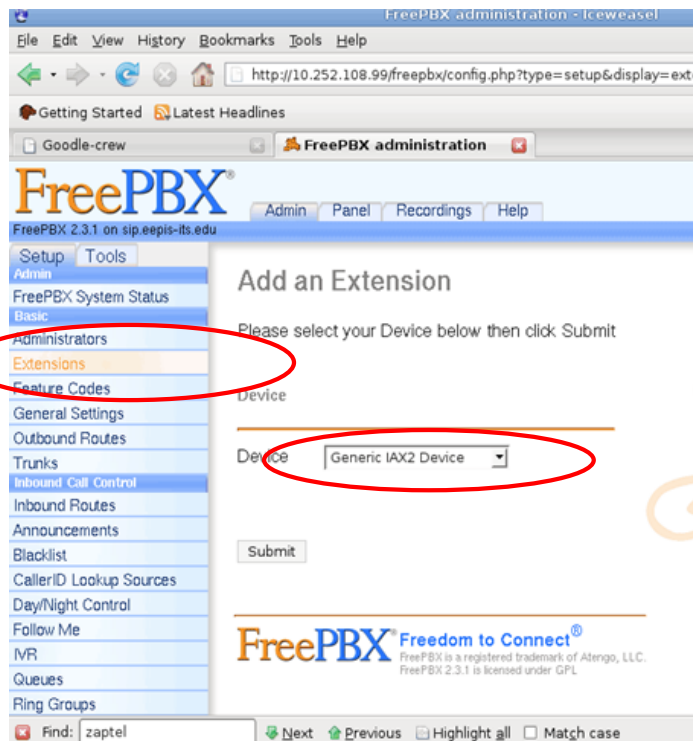 FreePBX administration - Iceweasel
File Edit View History Bookmarks Tools Help
http://10.252.108.99/freepbx/config.php?type=setup&display=ext
Getting Started Latest Headlines
Goodle-crew FreePBX administration
FreePBX®
Admin Panel Recordings Help
FreePBX 2.3.1 on sip.eepis-its.edu
Setup Tools
Admin
FreePBX System Status
Basic
Administrators
Extensions
Feature Codes
General Settings
Outbound Routes
Trunks
Inbound Call Control
Inbound Routes
Announcements
Blacklist
CallerID Lookup Sources
Day/Night Control
Follow Me
IVR
Queues
Ring Groups
Add an Extension
Please select your Device below then click Submit
Device
Device Generic IAX2 Device
Submit
FreePBX® Freedom to Connect®
FreePBX is a registered trademark of Atengo, LLC.
FreePBX 2.3.1 is licensed under GPL
Find: zaptel Next Previous Highlight all Match case